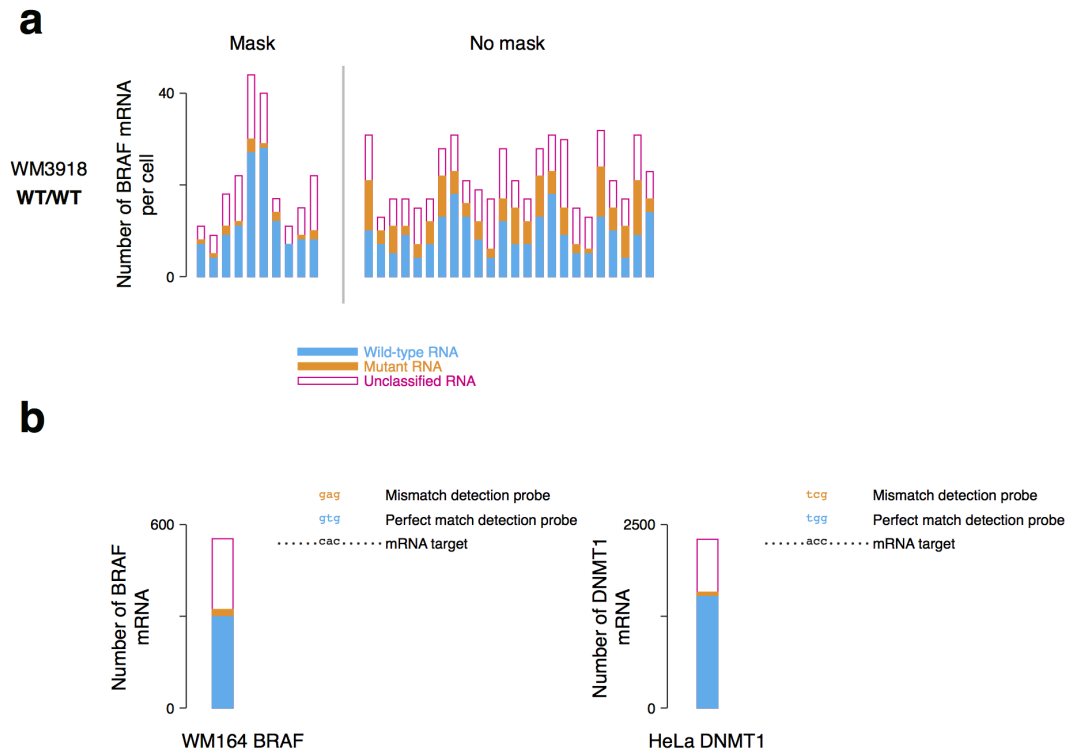 a
Mask
No mask
Number of BRAF mRNA
per cell
40
0
WM3918
WT/WT
Wild-type RNA
Mutant RNA
Unclassified RNA
b
gag Mismatch detection probe
gtg Perfect match detection probe
cac mRNA target
Number of BRAF
mRNA
600
0
WM164 BRAF
tcg Mismatch detection probe
tgg Perfect match detection probe
acc mRNA target
Number of DNMT1
mRNA
2500
0
HeLa DNMT1